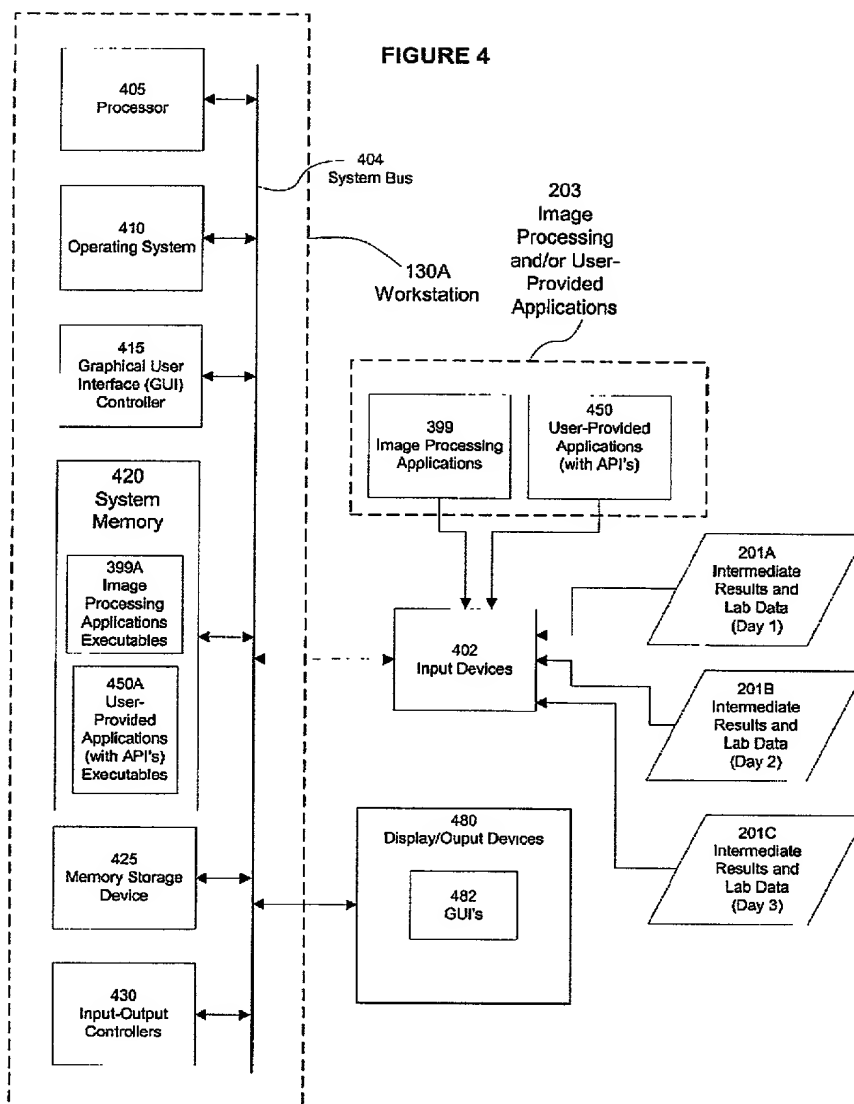 FIGURE 4
405
Processor
404
System Bus
410
Operating System
130A
Workstation
203
Image
Processing
and/or User-
Provided
Applications
415
Graphical User
Interface (GUI)
Controller
399
Image Processing
Applications
450
User-Provided
Applications
(with API's)
420
System
Memory
399A
Image
Processing
Applications
Executables
450A
User-
Provided
Applications
(with API's)
Executables
402
Input Devices
201A
Intermediate
Results and
Lab Data
(Day 1)
201B
Intermediate
Results and
Lab Data
(Day 2)
201C
Intermediate
Results and
Lab Data
(Day 3)
425
Memory Storage
Device
480
Display/Ouput Devices
482
GUI's
430
Input-Output
Controllers